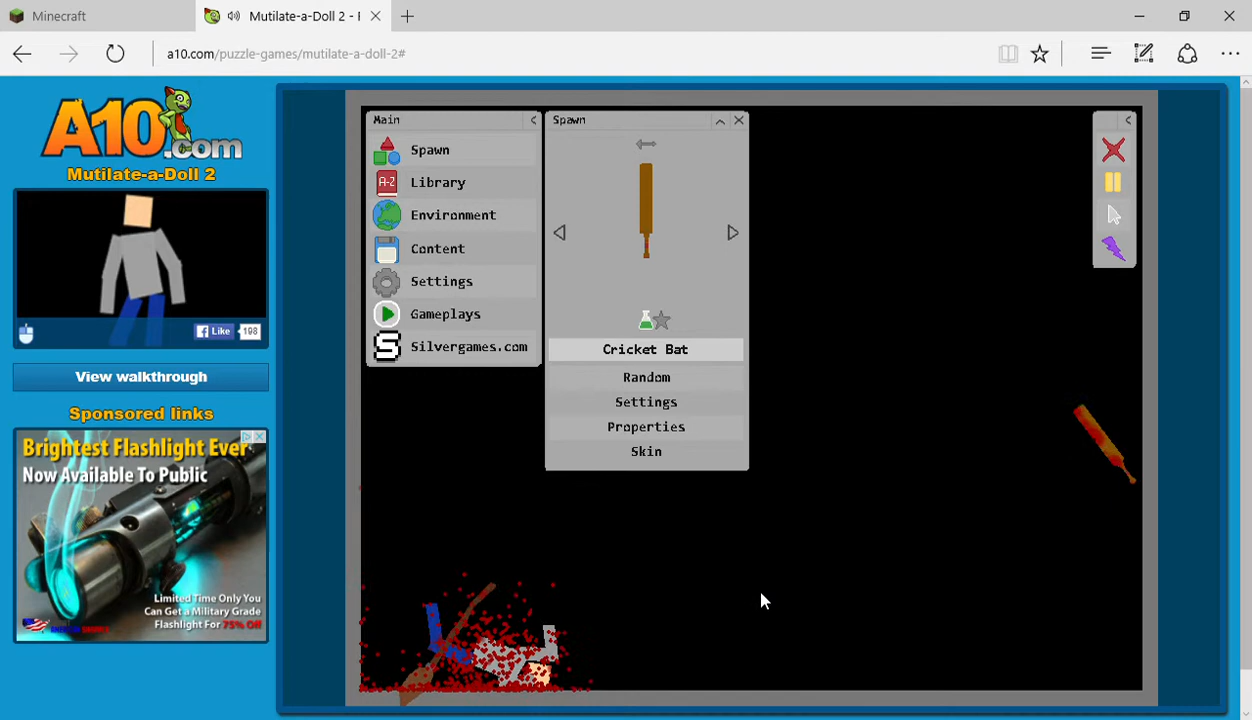 Minecraft
Mutilate-a-Doll 2 - F
a10.com/puzzle-games/mutilate-a-doll-2#
A10
.com
Mutilate-a-Doll 2
Like 198
View walkthrough
Sponsored links
Brightest Flashlight Ever
Now Available To Public
Limited Time Only You
Can Get a Military Grade
Flashlight For 75% Off
Main
Spawn
A-Z Library
Environment
Content
Settings
Gameplays
S Silvergames.com
Spawn
Cricket Bat
Random
Settings
Properties
Skin